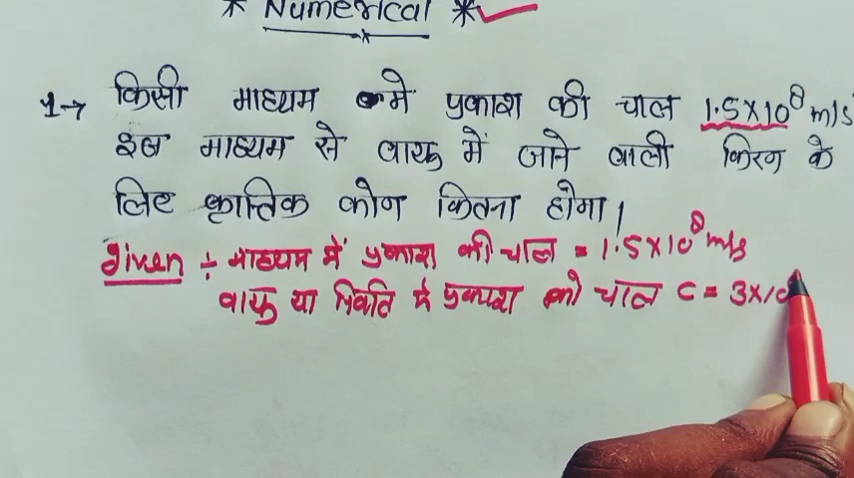 * Numerical *
1→ किसी माध्यम में प्रकाश की चाल 1.5×10⁸ m/s
इस माध्यम से वायु में जाने वाली किरण के
लिए क्रान्तिक कोण कितना होगा।
given ÷ माध्यम में प्रकाश की चाल = 1.5×10⁸ m/s
वायु या निर्वात में प्रकाश की चाल C = 3×10